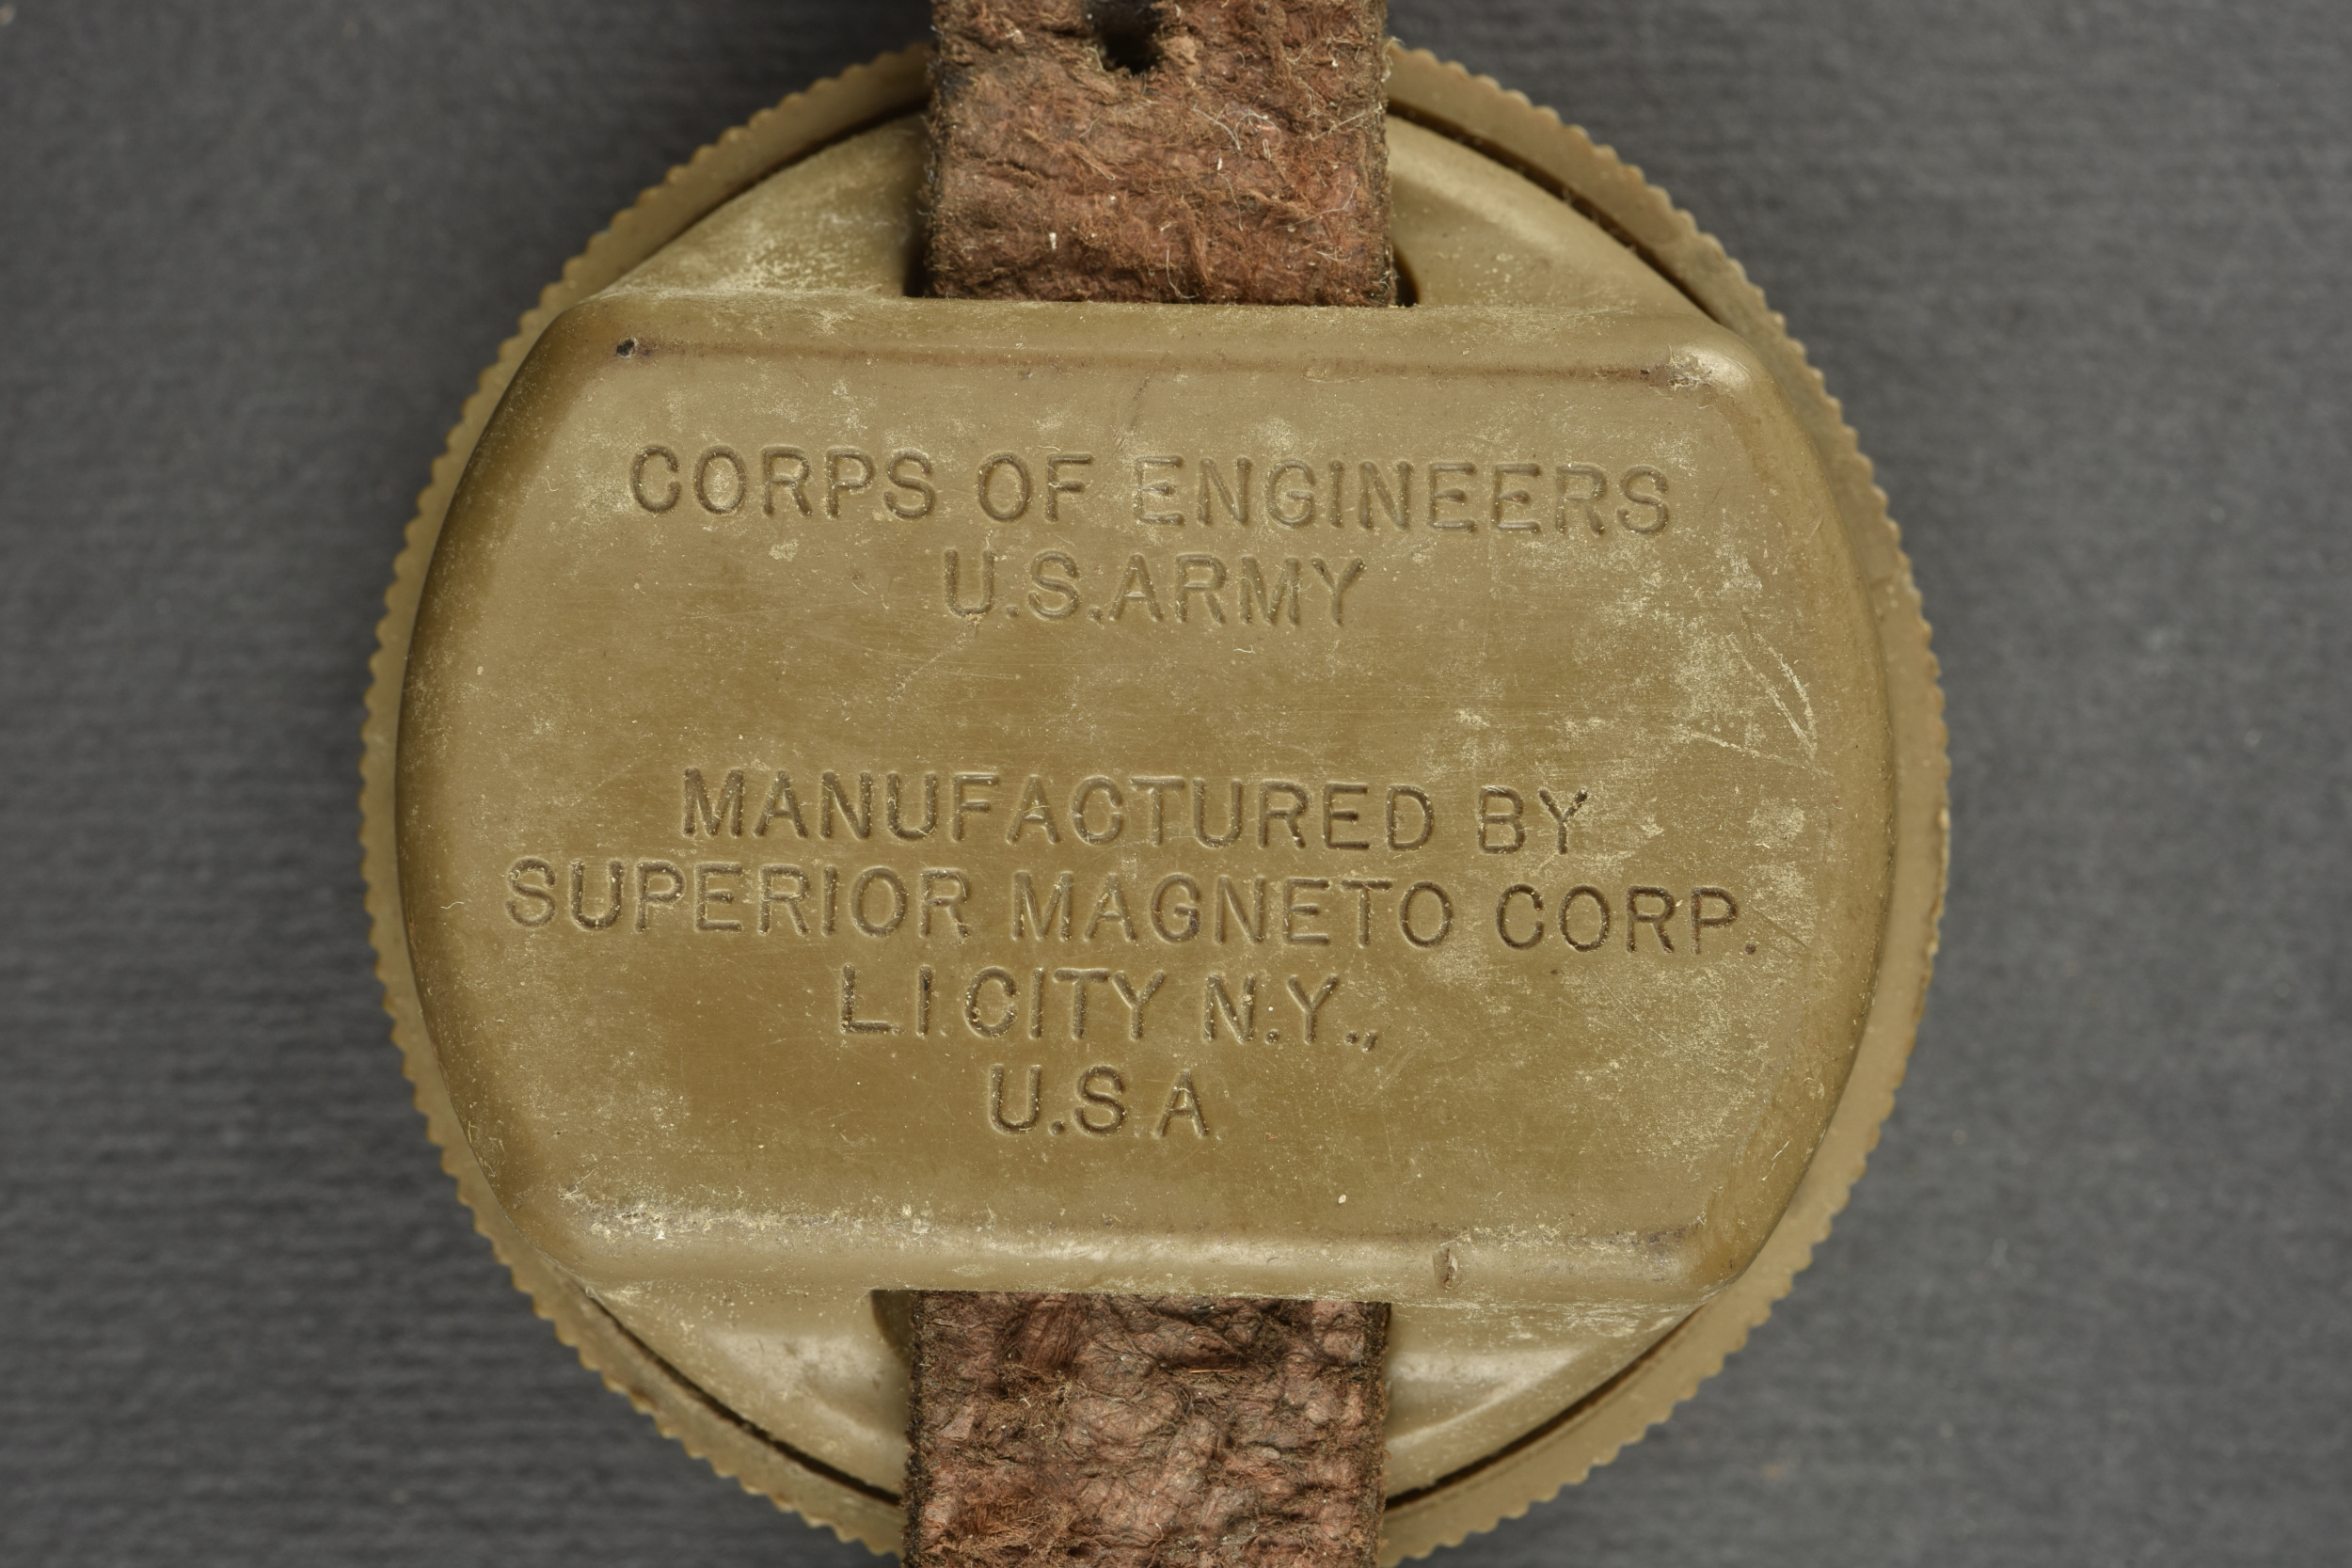 CORPS OF ENGINEERS
U.S.ARMY
MANUFACTURED BY
SUPERIOR MAGNETO CORP.
L.I.CITY N.Y.,
U.S.A.